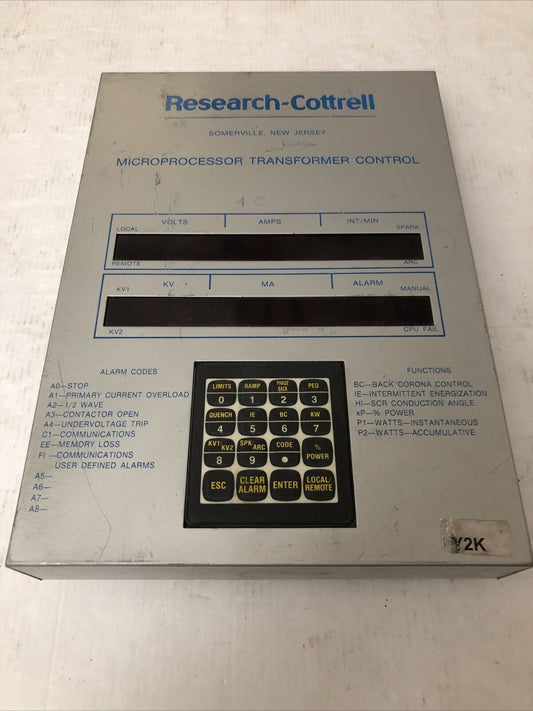 Research-Cottrell
SOMERVILLE, NEW JERSEY
MICROPROCESSOR TRANSFORMER CONTROL
VOLTS AMPS INT/MIN
LOCAL SPARK
REMOTE ARC
KV1 KV MA ALARM MANUAL
KV2 CPU FAIL
ALARM CODES
A0—STOP
A1—PRIMARY CURRENT OVERLOAD
A2—1/2 WAVE
A3—CONTACTOR OPEN
A4—UNDERVOLTAGE TRIP
C1—COMMUNICATIONS
EE—MEMORY LOSS
FI—COMMUNICATIONS
USER DEFINED ALARMS
A5—
A6—
A7—
A8—
LIMITS RAMP PHASE BACK PED
0 1 2 3
QUENCH IE BC KW
4 5 6 7
KV1/KV2 SPK/ARC CODE %
8 9 • POWER
ESC CLEAR ALARM ENTER LOCAL/REMOTE
FUNCTIONS
BC—BACK CORONA CONTROL
IE—INTERMITTENT ENERGIZATION
HI—SCR CONDUCTION ANGLE
xP—% POWER
P1—WATTS—INSTANTANEOUS
P2—WATTS—ACCUMULATIVE
Y2K